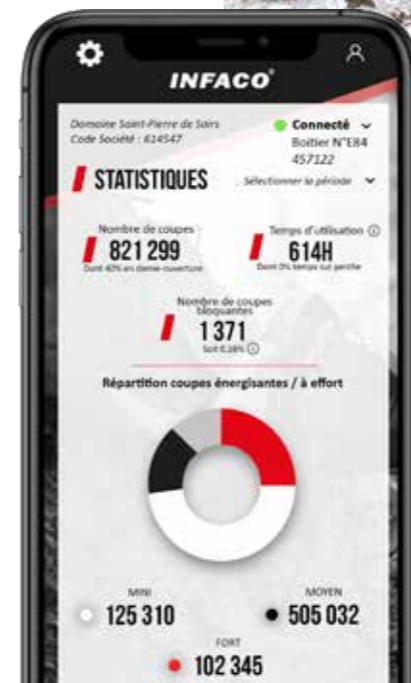 INFACO®
Domaine Saint-Pierre de Sairs
Code Société : 614547
Connecté
Boitier N°E84
457122
STATISTIQUES
Sélectionner la période
Nombre de coupes
821 299
Dont 40% en demie-ouverture
Temps d'utilisation
614H
Dont 0% temps sur perche
Nombre de coupes
bloquantes
1 371
Soit 0.16%
Répartition coupes énergisantes / à effort
MINI
125 310
MOYEN
505 032
FORT
102 345